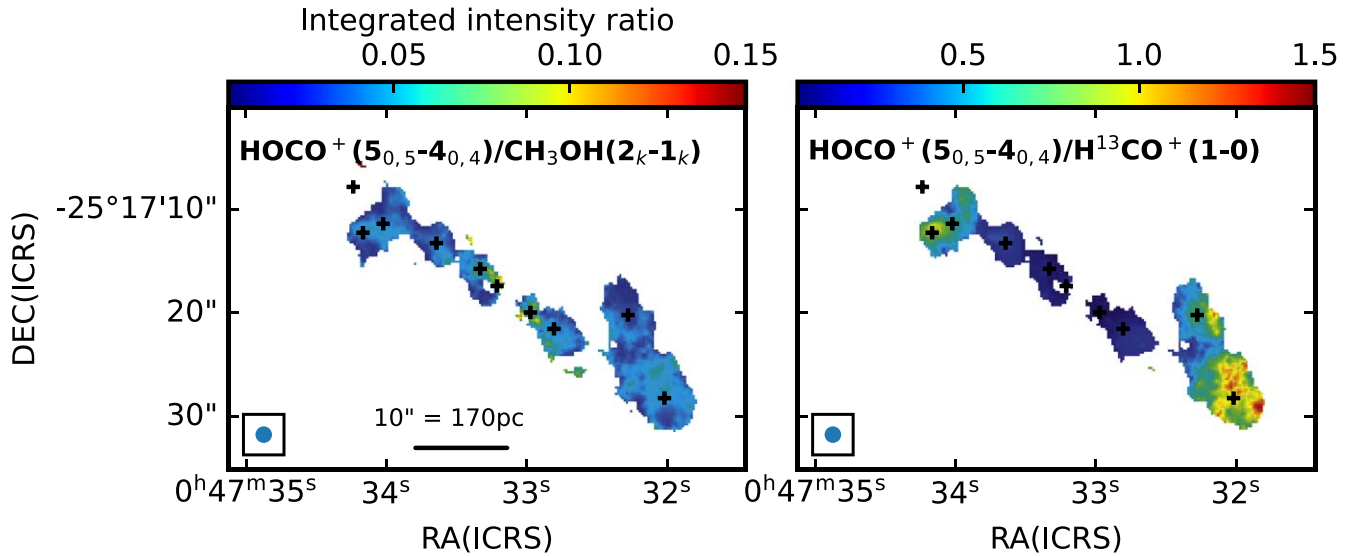 Integrated intensity ratio
0.05 0.10 0.15 0.5 1.0 1.5
HOCO⁺(5₀,₅-4₀,₄)/CH₃OH(2ₖ-1ₖ) HOCO⁺(5₀,₅-4₀,₄)/H¹³CO⁺(1-0)
-25°17'10"
20"
30"
DEC(ICRS)
10" = 170pc
0ʰ47ᵐ35ˢ 34ˢ 33ˢ 32ˢ 0ʰ47ᵐ35ˢ 34ˢ 33ˢ 32ˢ
RA(ICRS) RA(ICRS)